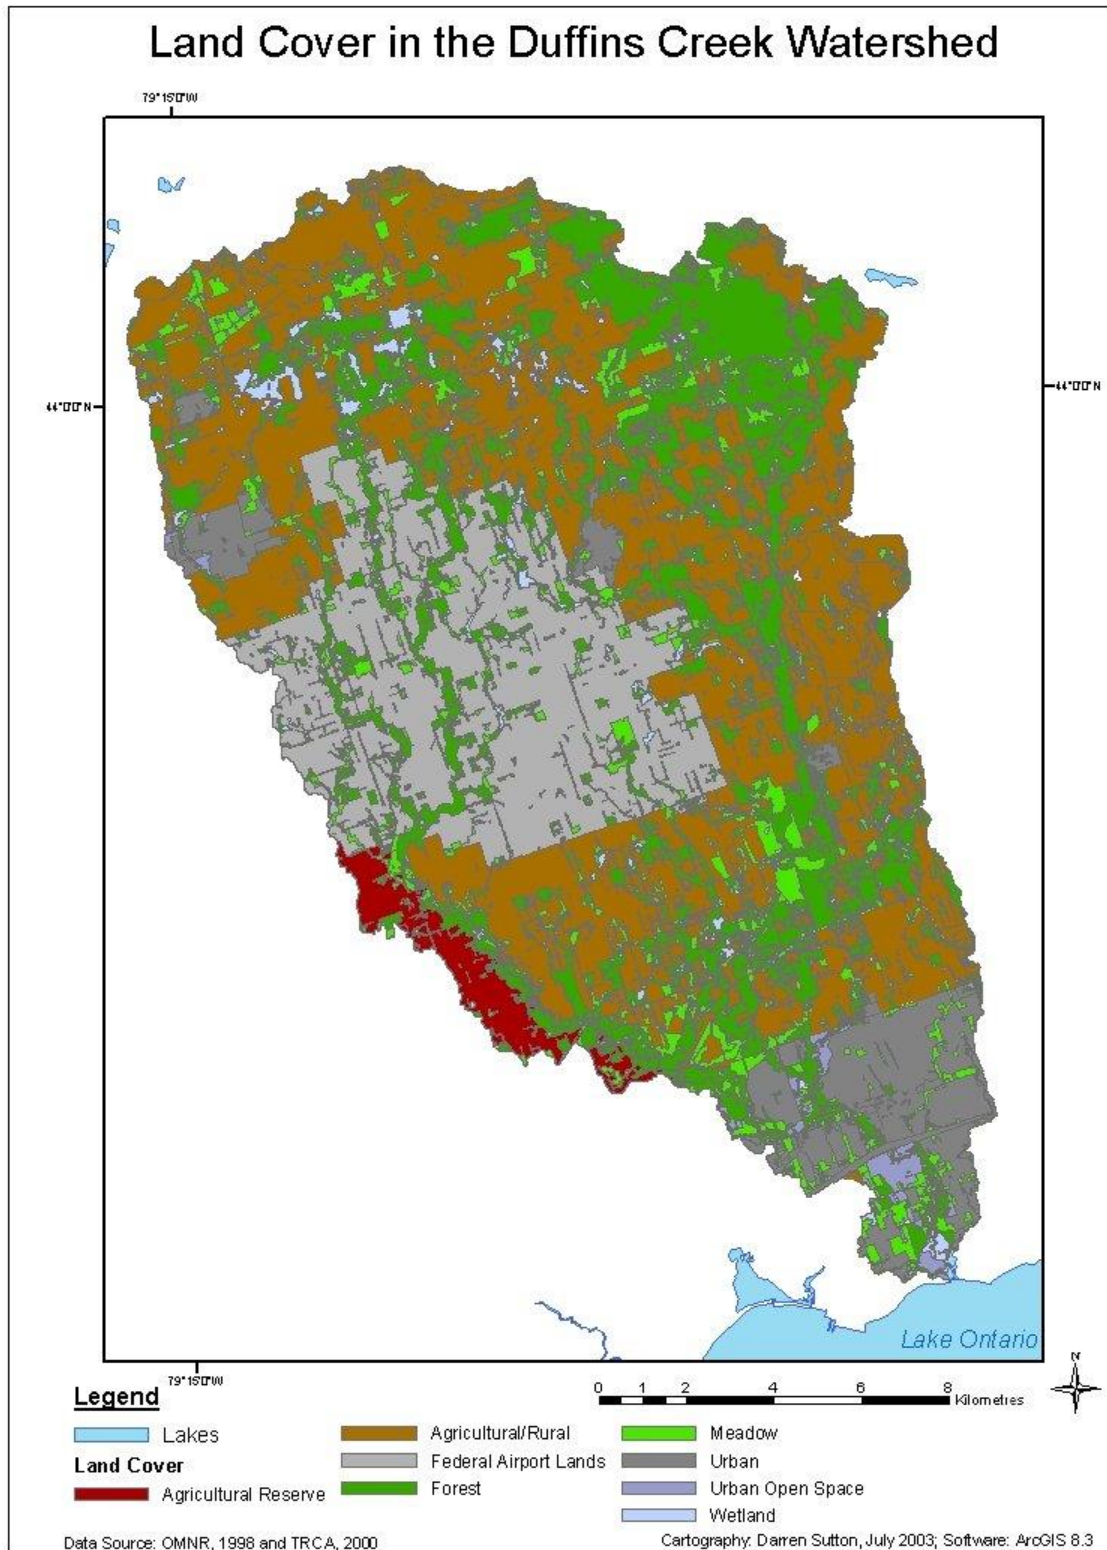 Land Cover in the Duffins Creek Watershed
79°15'0"W
44°0'0"N
44°0'0"N
Lake Ontario
79°15'0"W
N
0 1 2 4 6 8
Kilometres
Legend
Lakes
Land Cover
Agricultural Reserve
Agricultural/Rural
Federal Airport Lands
Forest
Meadow
Urban
Urban Open Space
Wetland
Data Source: OMNR, 1998 and TRCA, 2000
Cartography: Darren Sutton, July 2003; Software: ArcGIS 8.3